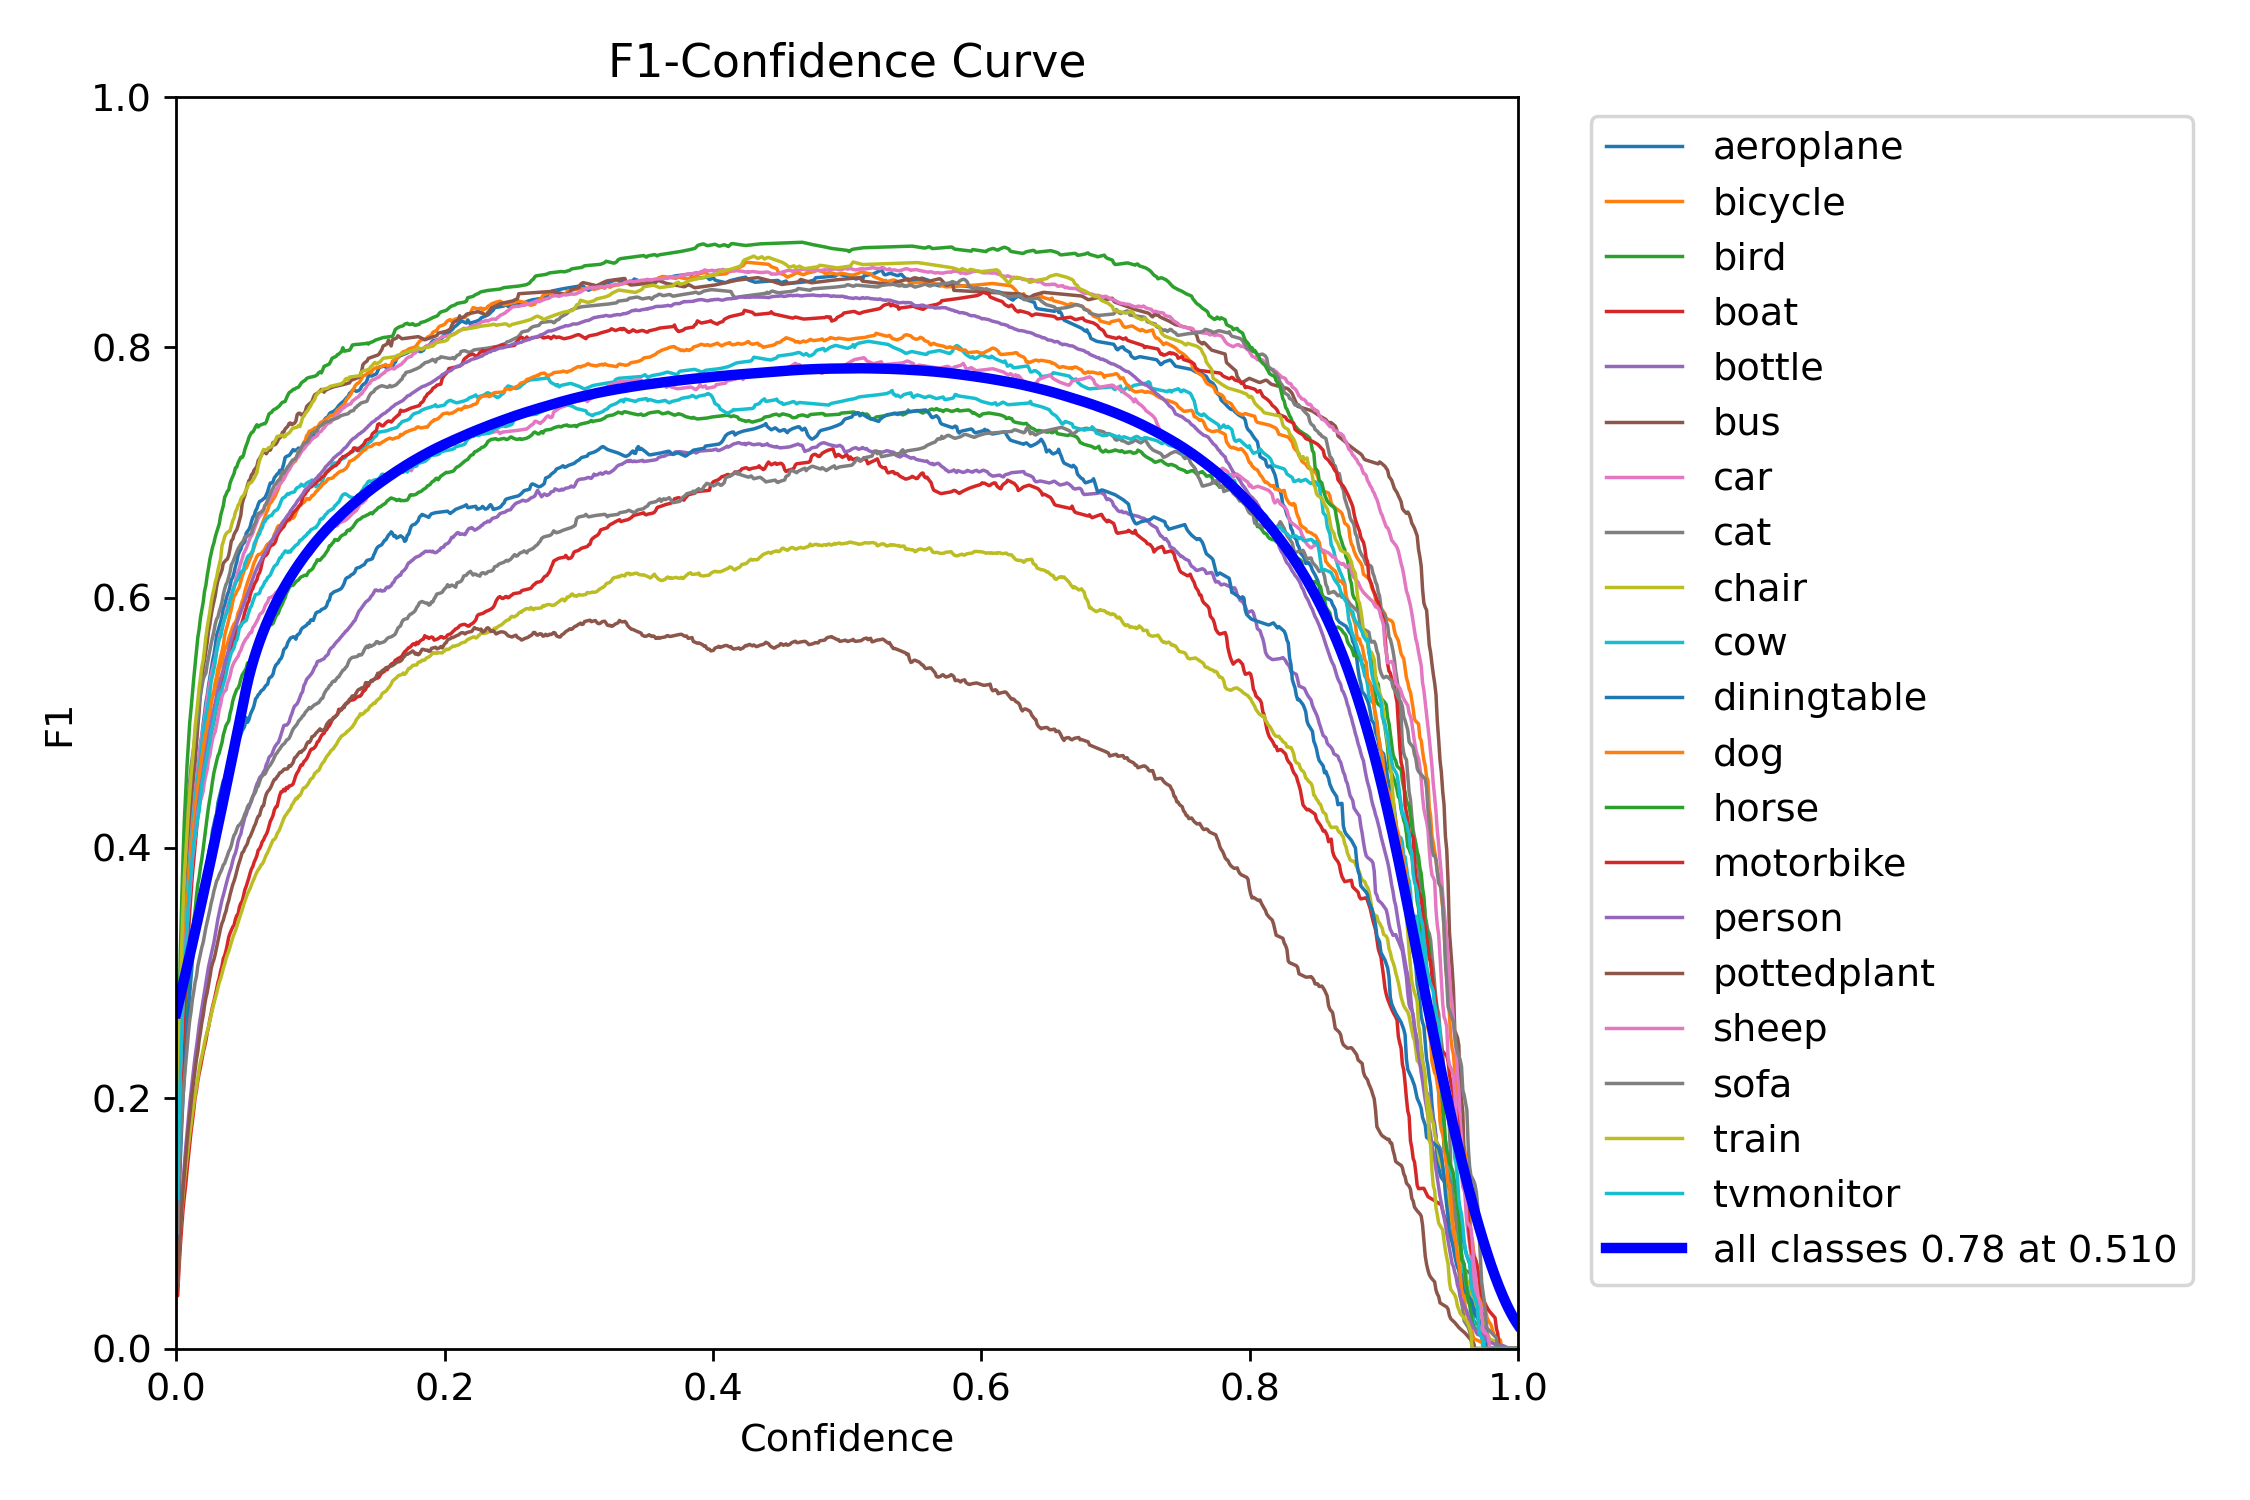 F1-Confidence Curve
1.0
0.8
0.6
0.4
0.2
0.0
F1
0.0 0.2 0.4 0.6 0.8 1.0
Confidence
aeroplane
bicycle
bird
boat
bottle
bus
car
cat
chair
cow
diningtable
dog
horse
motorbike
person
pottedplant
sheep
sofa
train
tvmonitor
all classes 0.78 at 0.510